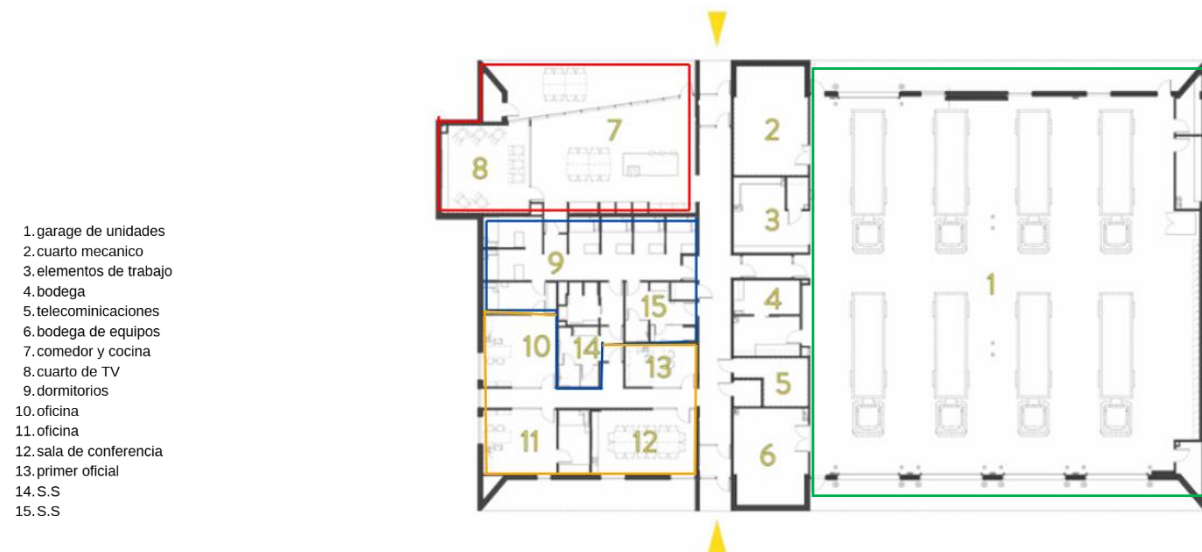 1. garage de unidades
2. cuarto mecanico
3. elementos de trabajo
4. bodega
5. telecominicaciones
6. bodega de equipos
7. comedor y cocina
8. cuarto de TV
9. dormitorios
10. oficina
11. oficina
12. sala de conferencia
13. primer oficial
14. S.S
15. S.S
7
2
8
3
9
1
4
15
10
14
13
5
11
12
6